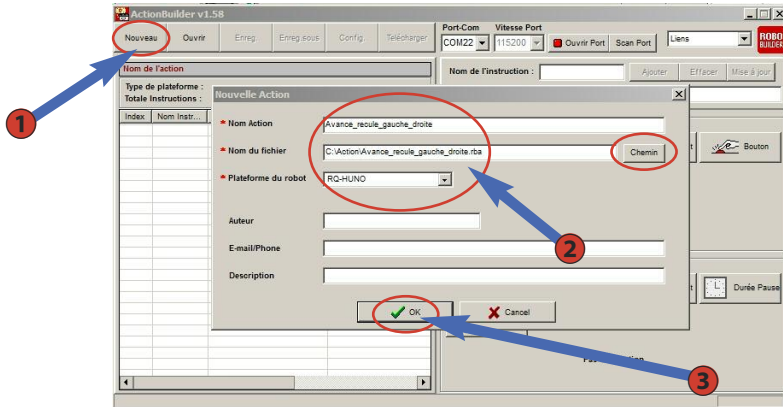 ActionBuilder v1.58
Nouveau Ouvrir Enreg Enreg.sous Config. Télécharger
Port-Com Vitesse Port
COM22 115200 Ouvrir Port Scan Port Liens ROBO BUILDER
Nom de l'action
Nom de l'instruction : Ajouter Effacer Mise à jour
Type de plateforme :
Totale Instructions :
Index Nom Instr...
Nouvelle Action
* Nom Action Avance_recule_gauche_droite
* Nom du fichier C:\Action\Avance_recule_gauche_droite.rba Chemin
* Plateforme du robot RQ-HUNO
Auteur
E-mail/Phone
Description
OK Cancel
Bouton
Durée Pause
1
2
3